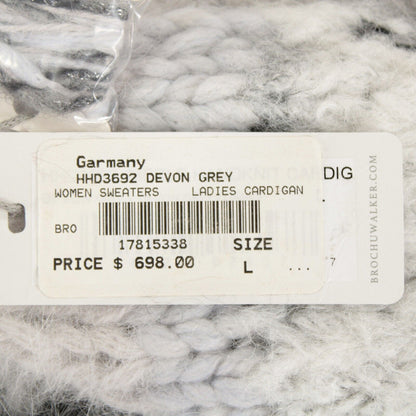 Garmany
HHD3692 DEVON GREY
WOMEN SWEATERS LADIES CARDIGAN
BRO
17815338 SIZE
PRICE $ 698.00 L ...
DIG
BROCHUWALKER.COM